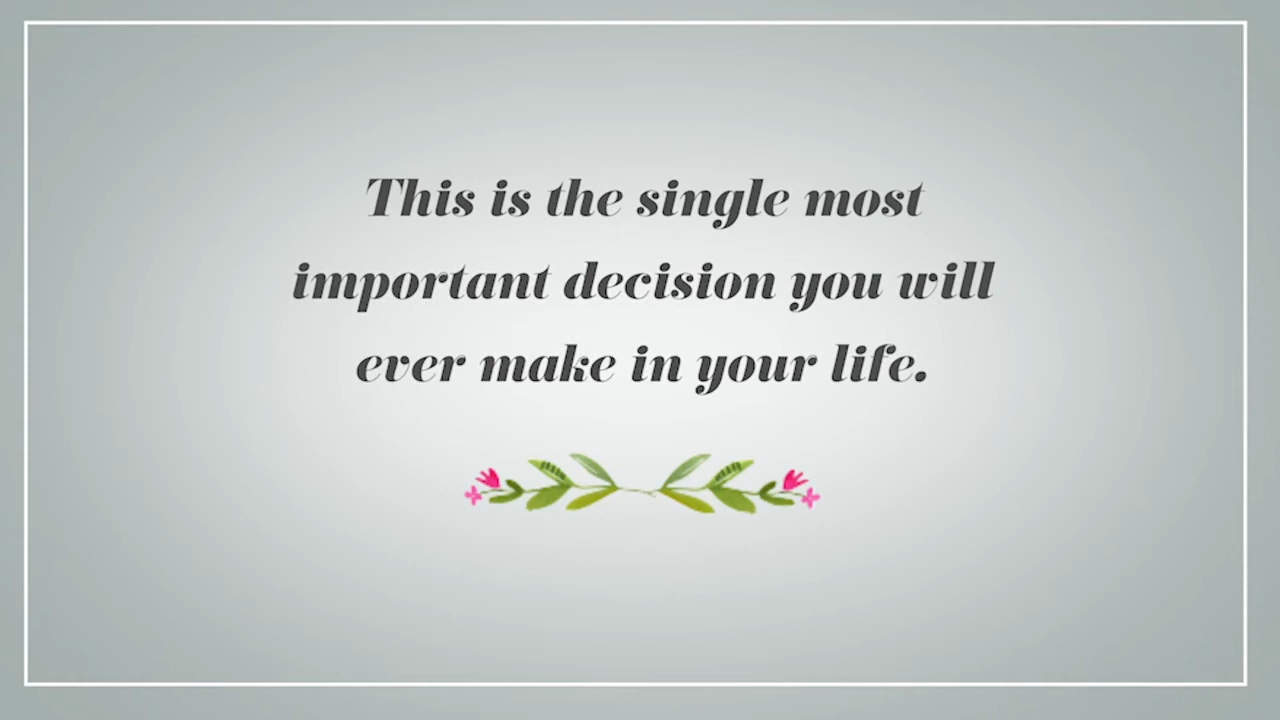 This is the single most
important decision you will
ever make in your life.